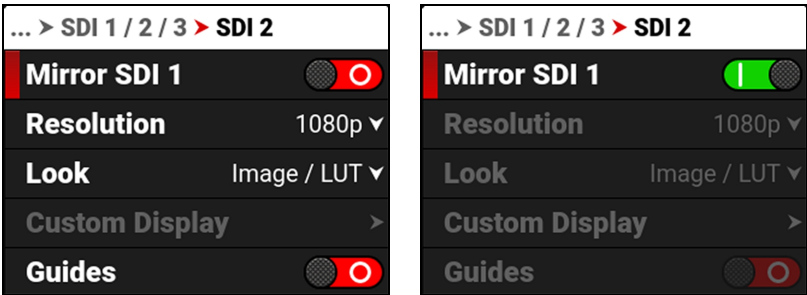 ... > SDI 1 / 2 / 3 > SDI 2
Mirror SDI 1
Resolution 1080p
Look Image / LUT
Custom Display
Guides
... > SDI 1 / 2 / 3 > SDI 2
Mirror SDI 1
Resolution 1080p
Look Image / LUT
Custom Display
Guides